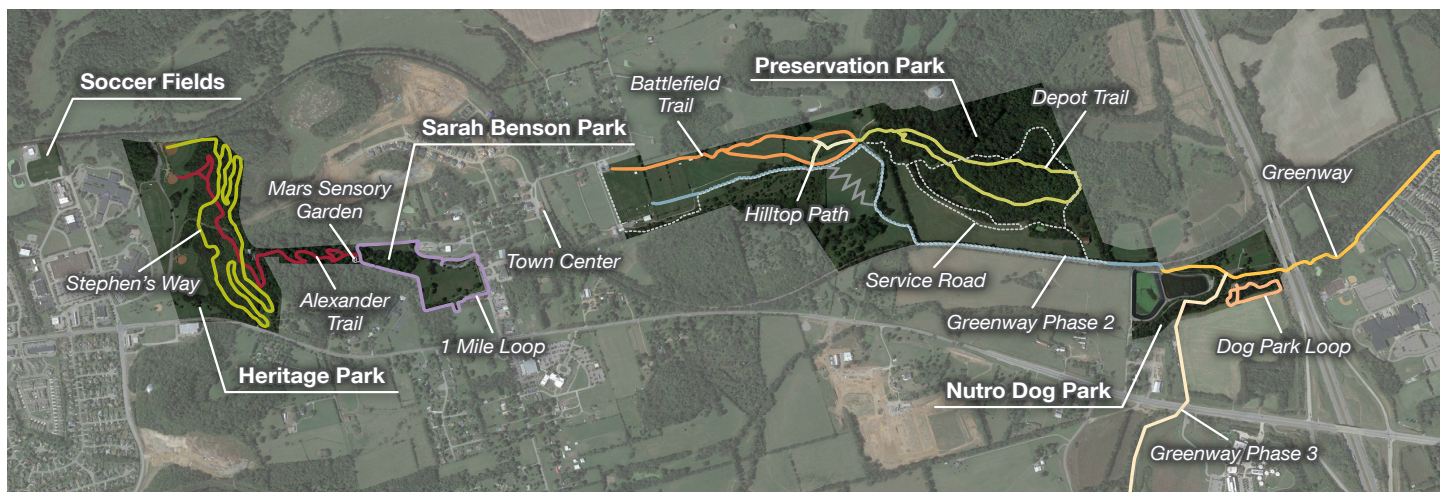 Soccer Fields
Sarah Benson Park
Battlefield
Trail
Preservation Park
Depot Trail
Mars Sensory
Garden
Greenway
Hilltop Path
Town Center
Stephen's Way
Service Road
Alexander
Trail
1 Mile Loop
Greenway Phase 2
Dog Park Loop
Heritage Park
Nutro Dog Park
Greenway Phase 3